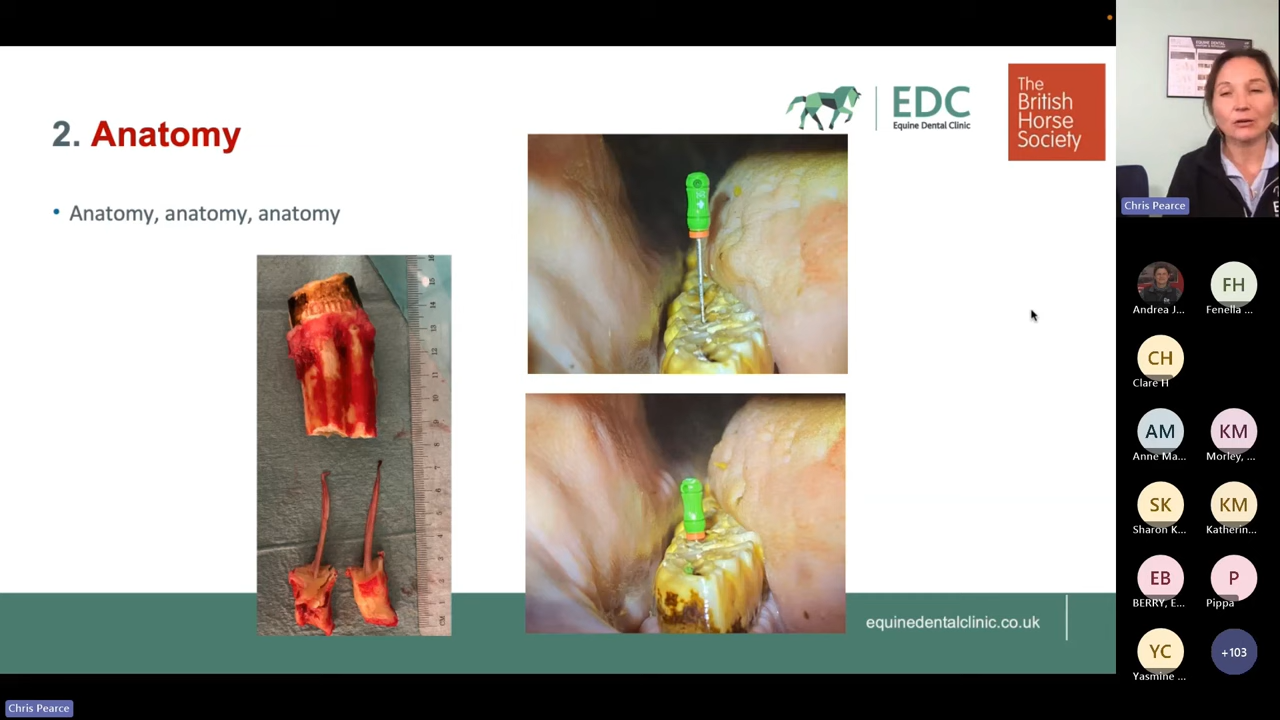 2. Anatomy
• Anatomy, anatomy, anatomy
EDC
Equine Dental Clinic
The
British
Horse
Society
equinedentalclinic.co.uk
Chris Pearce
Chris Pearce
Andrea J...
FH
Fenella ...
CH
Clare H
AM
Anne Ma...
KM
Morley, ...
SK
Sharon K...
KM
Katherin...
EB
BERRY, E...
P
Pippa
YC
Yasmine ...
+103